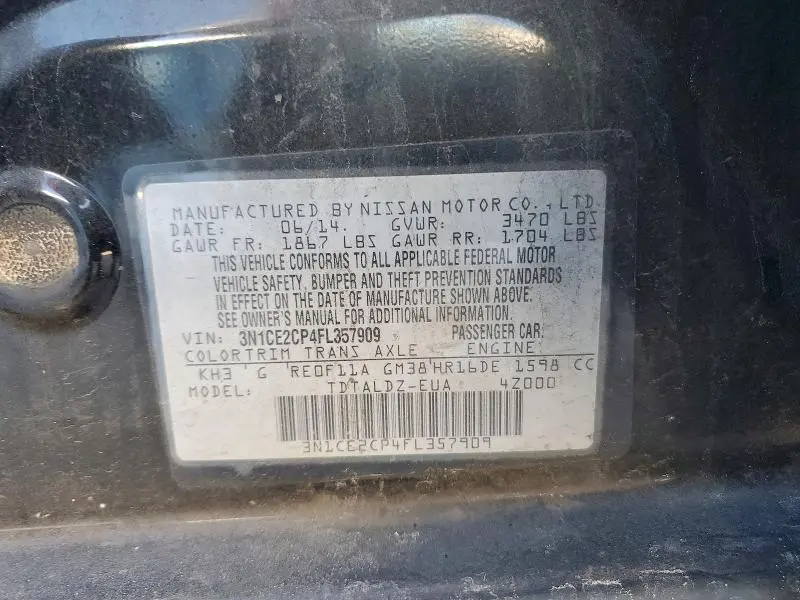 MANUFACTURED BY NISSAN MOTOR CO., LTD.
DATE: 06/14. GVWR: 3470 LBS
GAWR FR: 1867 LBS GAWR RR: 1704 LBS
THIS VEHICLE CONFORMS TO ALL APPLICABLE FEDERAL MOTOR
VEHICLE SAFETY, BUMPER AND THEFT PREVENTION STANDARDS
IN EFFECT ON THE DATE OF MANUFACTURE SHOWN ABOVE.
SEE OWNER'S MANUAL FOR ADDITIONAL INFORMATION.
VIN: 3N1CE2CP4FL357909 PASSENGER CAR.
COLOR TRIM TRANS AXLE ENGINE
KH3 G RE0F11A GM38 HR16DE 1598 CC
MODEL: TDTALDZ-EUA 4Z000
3N1CE2CP4FL357909